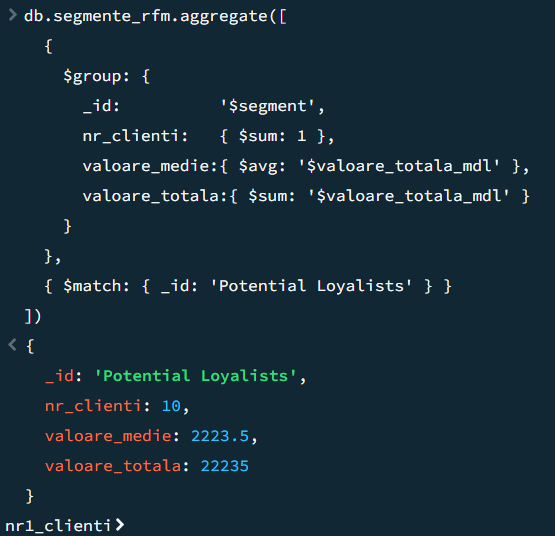 > db.segmente_rfm.aggregate([
{
$group: {
_id:          '$segment',
nr_clienti:   { $sum: 1 },
valoare_medie:{ $avg: '$valoare_totala_mdl' },
valoare_totala:{ $sum: '$valoare_totala_mdl' }
}
},
{ $match: { _id: 'Potential Loyalists' } }
])
< {
_id: 'Potential Loyalists',
nr_clienti: 10,
valoare_medie: 2223.5,
valoare_totala: 22235
}
nr1_clienti>